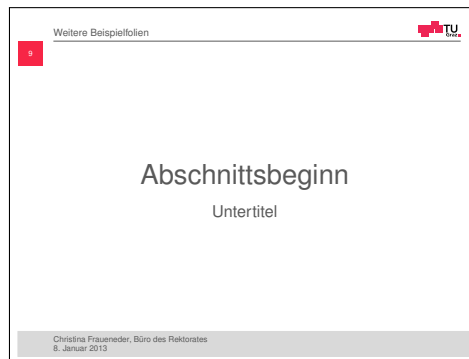 Weitere Beispielfolien
TU
Graz
9
Abschnittsbeginn
Untertitel
Christina Fraueneder, Büro des Rektorates
8. Januar 2013